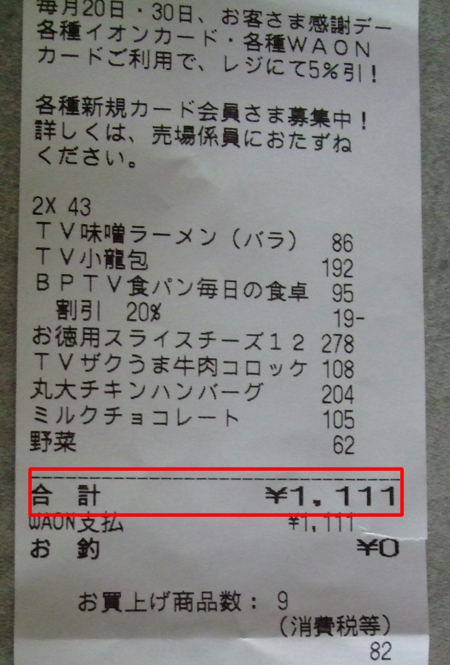 毎月20日・30日、お客さま感謝デー
各種イオンカード・各種WAON
カードご利用で、レジにて5%引!
各種新規カード会員さま募集中!
詳しくは、売場係員におたずね
ください。
2X 43
TV味噌ラーメン(バラ) 86
TV小龍包 192
BPTV食パン毎日の食卓 95
割引 20% 19-
お徳用スライスチーズ12 278
TVザクうま牛肉コロッケ 108
丸大チキンハンバーグ 204
ミルクチョコレート 105
野菜 62
合 計 ¥1,111
WAON支払 ¥1,111
お 釣 ¥0
お買上げ商品数: 9
(消費税等)
82